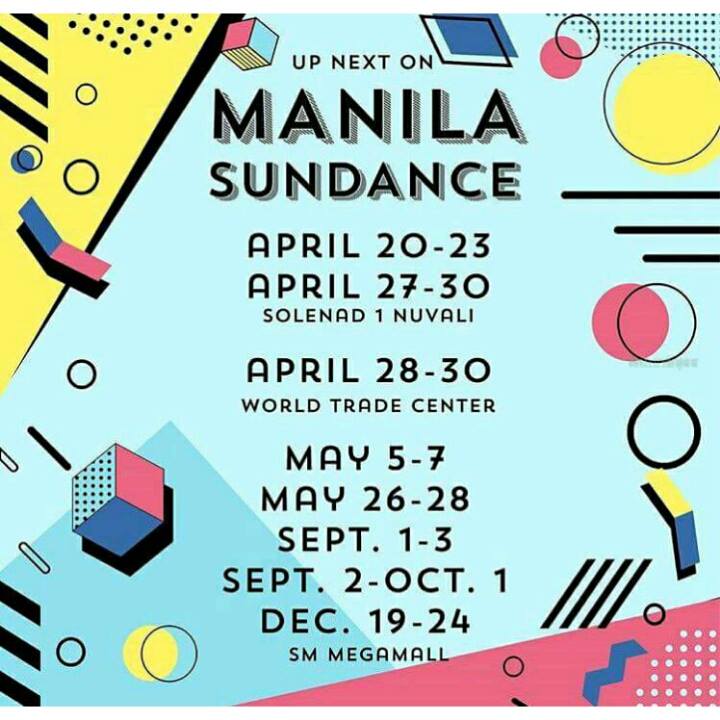 UP NEXT ON
MANILA
SUNDANCE
APRIL 20-23
APRIL 27-30
SOLENAD 1 NUVALI
APRIL 28-30
WORLD TRADE CENTER
MAY 5-7
MAY 26-28
SEPT. 1-3
SEPT. 2-OCT. 1
DEC. 19-24
SM MEGAMALL